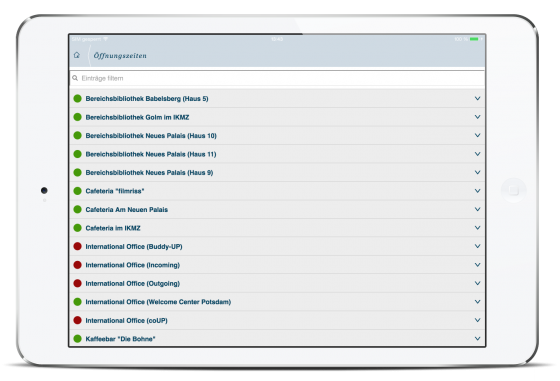 Öffnungszeiten
Einträge filtern
Bereichsbibliothek Babelsberg (Haus 5)
Bereichsbibliothek Golm im IKMZ
Bereichsbibliothek Neues Palais (Haus 10)
Bereichsbibliothek Neues Palais (Haus 11)
Bereichsbibliothek Neues Palais (Haus 9)
Cafeteria "filmriss"
Cafeteria Am Neuen Palais
Cafeteria im IKMZ
International Office (Buddy-UP)
International Office (Incoming)
International Office (Outgoing)
International Office (Welcome Center Potsdam)
International Office (coUP)
Kaffeebar "Die Bohne"